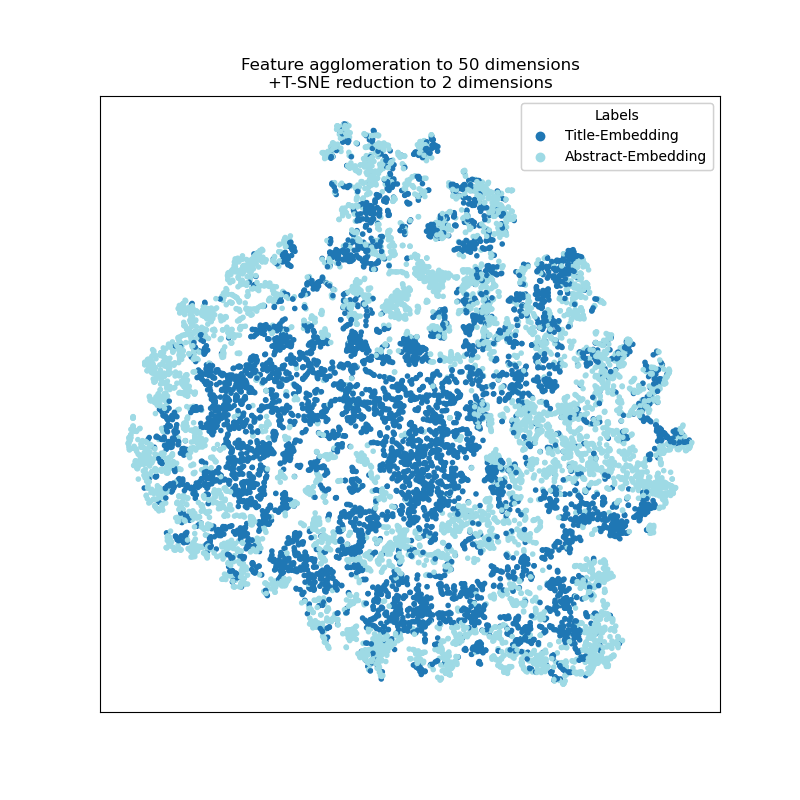 Feature agglomeration to 50 dimensions
+T-SNE reduction to 2 dimensions
Labels
Title-Embedding
Abstract-Embedding